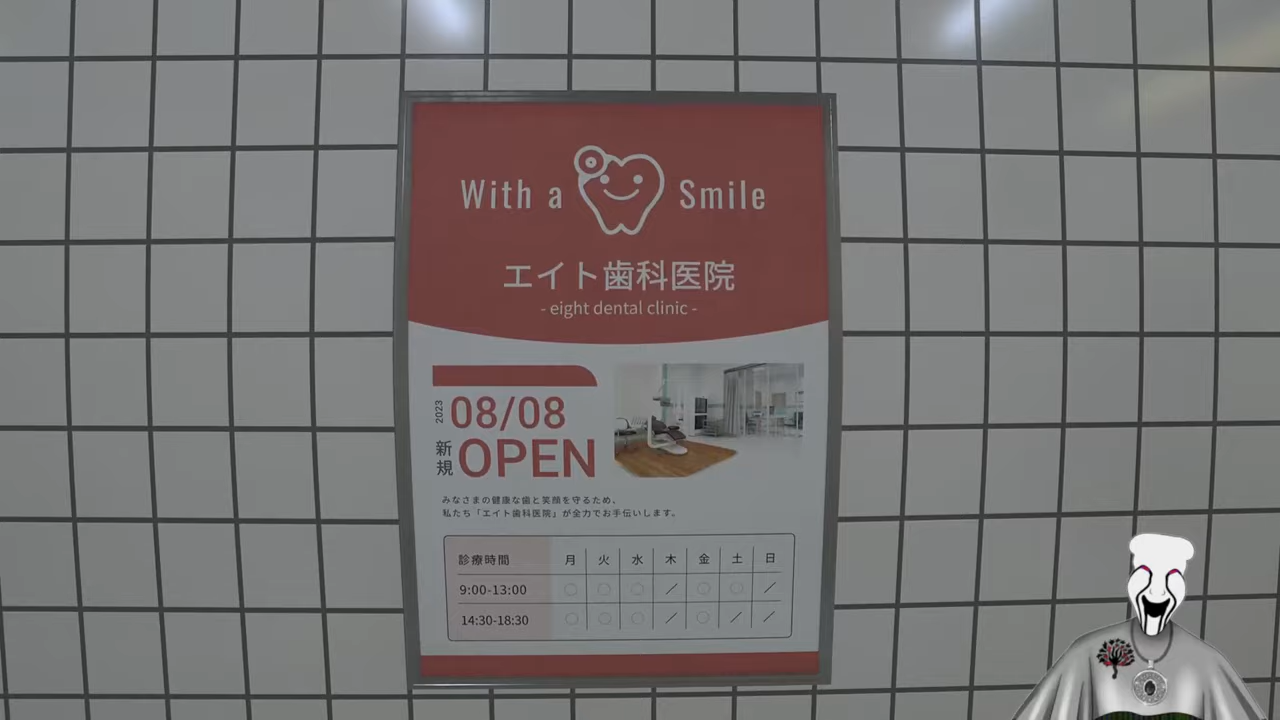 With a Smile
エイト歯科医院
- eight dental clinic -
2023 08/08
新規 OPEN
みなさまの健康な歯と笑顔を守るため、
私たち「エイト歯科医院」が全力でお手伝いします。
診療時間 月 火 水 木 金 土 日
9:00-13:00 ○ ○ ○ / ○ ○ /
14:30-18:30 ○ ○ ○ / ○ / /